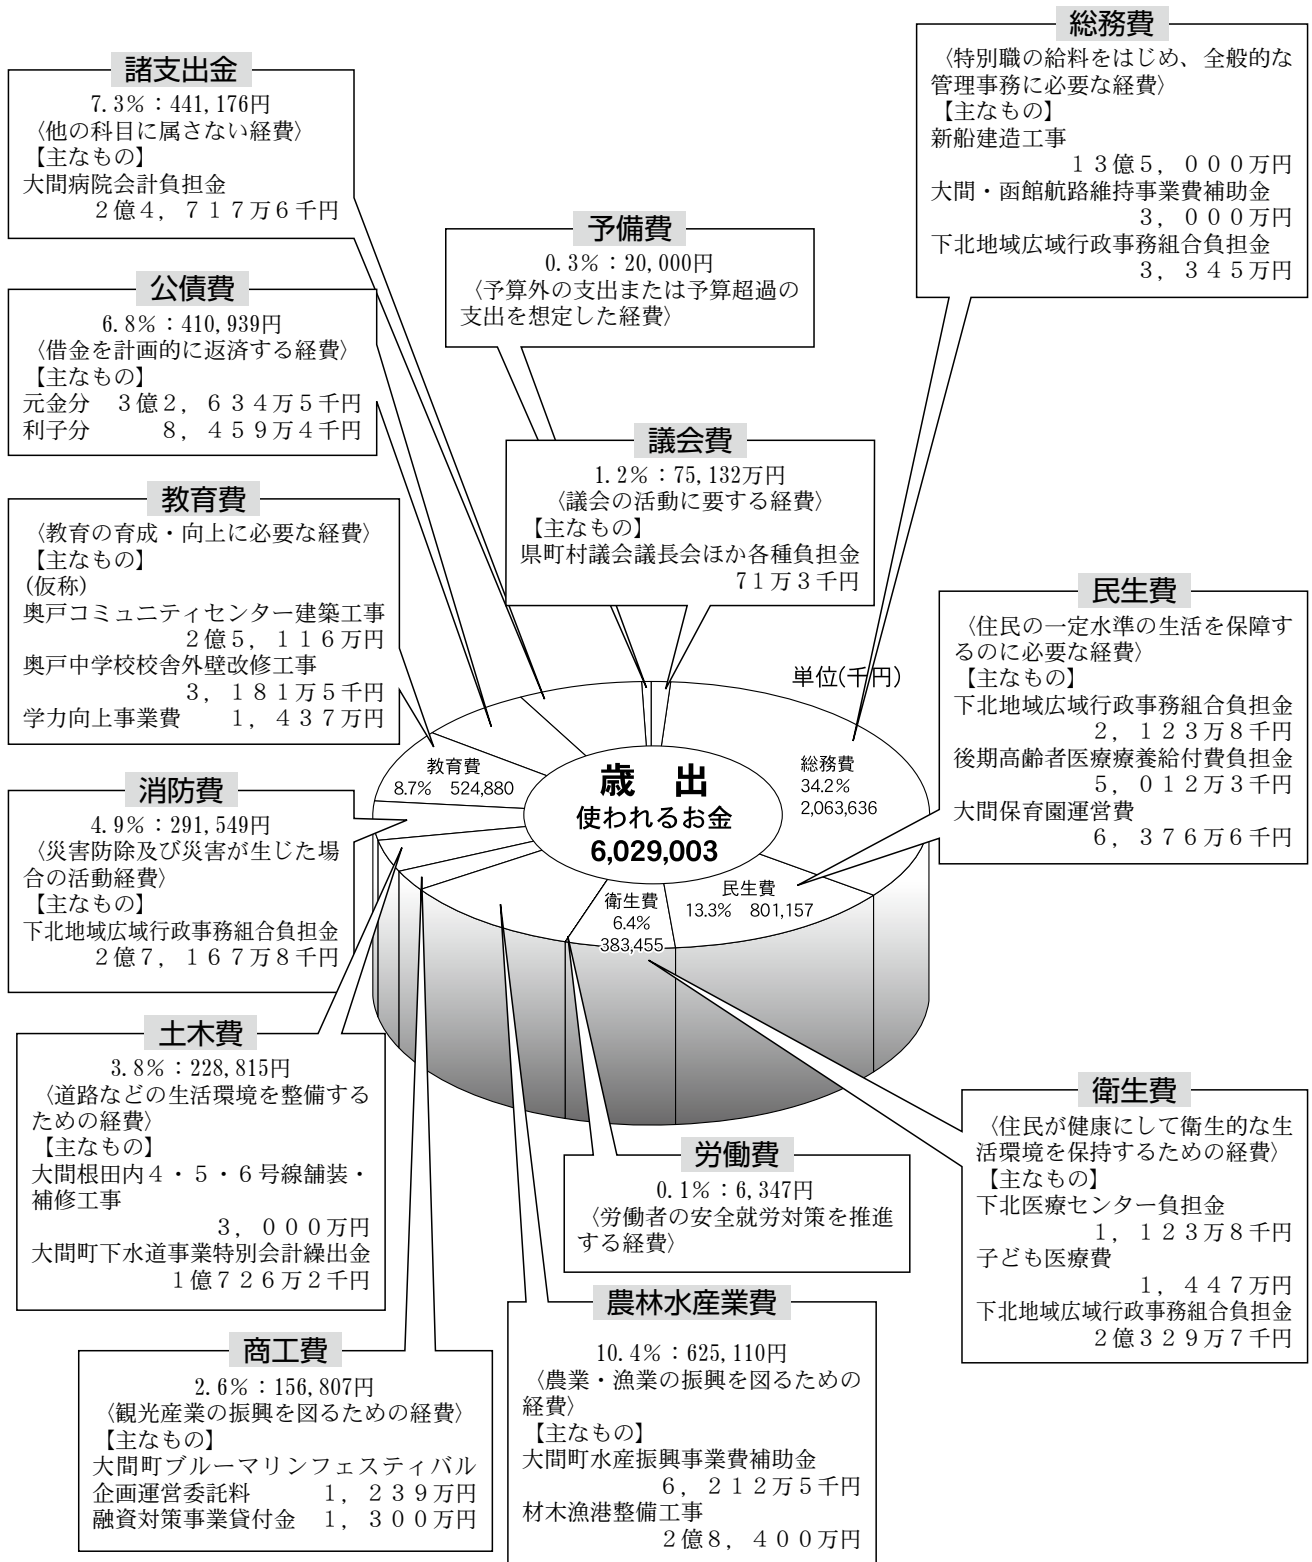 諸支出金
7.3％：441,176円
〈他の科目に属さない経費〉
【主なもの】
大間病院会計負担金
２億４，７１７万６千円
公債費
6.8％：410,939円
〈借金を計画的に返済する経費〉
【主なもの】
元金分　３億２，６３４万５千円
利子分　８，４５９万４千円
教育費
〈教育の育成・向上に必要な経費〉
【主なもの】
(仮称)
奥戸コミュニティセンター建築工事
２億５，１１６万円
奥戸中学校校舎外壁改修工事
３，１８１万５千円
学力向上事業費　１，４３７万円
消防費
4.9％：291,549円
〈災害防除及び災害が生じた場
合の活動経費〉
【主なもの】
下北地域広域行政事務組合負担金
２億７，１６７万８千円
土木費
3.8％：228,815円
〈道路などの生活環境を整備する
ための経費〉
【主なもの】
大間根田内４・５・６号線舗装・
補修工事
３，０００万円
大間町下水道事業特別会計繰出金
１億７２６万２千円
商工費
2.6％：156,807円
〈観光産業の振興を図るための経費〉
【主なもの】
大間町ブルーマリンフェスティバル
企画運営委託料　１，２３９万円
融資対策事業貸付金　１，３００万円
予備費
0.3％：20,000円
〈予算外の支出または予算超過の
支出を想定した経費〉
議会費
1.2％：75,132万円
〈議会の活動に要する経費〉
【主なもの】
県町村議会議長会ほか各種負担金
７１万３千円
単位(千円)
教育費
8.7%　524,880
歳　出
使われるお金
6,029,003
総務費
34.2%
2,063,636
民生費
13.3%　801,157
衛生費
6.4%
383,455
労働費
0.1％：6,347円
〈労働者の安全就労対策を推進
する経費〉
農林水産業費
10.4％：625,110円
〈農業・漁業の振興を図るための
経費〉
【主なもの】
大間町水産振興事業費補助金
６，２１２万５千円
材木漁港整備工事
２億８，４００万円
総務費
〈特別職の給料をはじめ、全般的な
管理事務に必要な経費〉
【主なもの】
新船建造工事
１３億５，０００万円
大間・函館航路維持事業費補助金
３，０００万円
下北地域広域行政事務組合負担金
３，３４５万円
民生費
〈住民の一定水準の生活を保障す
るのに必要な経費〉
【主なもの】
下北地域広域行政事務組合負担金
２，１２３万８千円
後期高齢者医療療養給付費負担金
５，０１２万３千円
大間保育園運営費
６，３７６万６千円
衛生費
〈住民が健康にして衛生的な生
活環境を保持するための経費〉
【主なもの】
下北医療センター負担金
１，１２３万８千円
子ども医療費
１，４４７万円
下北地域広域行政事務組合負担金
２億３２９万７千円